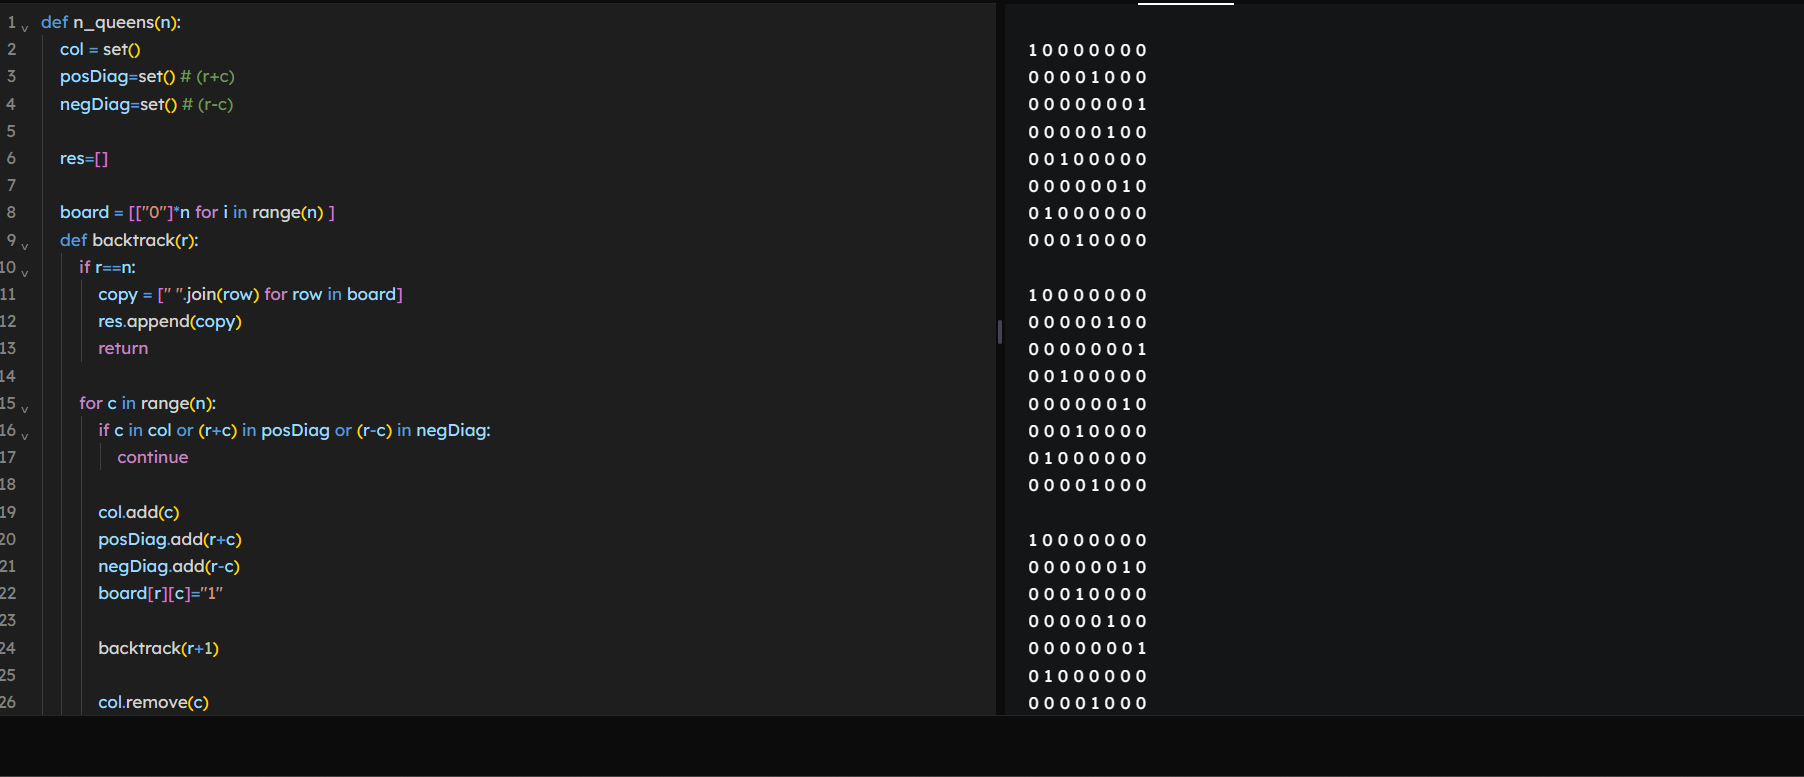 1 def n_queens(n):
2 col = set()
3 posDiag=set() # (r+c)
4 negDiag=set() # (r-c)
5
6 res=[]
7
8 board = [["0"]*n for i in range(n) ]
9 def backtrack(r):
10 if r==n:
11 copy = [" ".join(row) for row in board]
12 res.append(copy)
13 return
14
15 for c in range(n):
16 if c in col or (r+c) in posDiag or (r-c) in negDiag:
17 continue
18
19 col.add(c)
20 posDiag.add(r+c)
21 negDiag.add(r-c)
22 board[r][c]="1"
23
24 backtrack(r+1)
25
26 col.remove(c)
1 0 0 0 0 0 0 0
0 0 0 0 1 0 0 0
0 0 0 0 0 0 0 1
0 0 0 0 0 1 0 0
0 0 1 0 0 0 0 0
0 0 0 0 0 0 1 0
0 1 0 0 0 0 0 0
0 0 0 1 0 0 0 0
1 0 0 0 0 0 0 0
0 0 0 0 0 1 0 0
0 0 0 0 0 0 0 1
0 0 1 0 0 0 0 0
0 0 0 0 0 0 1 0
0 0 0 1 0 0 0 0
0 1 0 0 0 0 0 0
0 0 0 0 1 0 0 0
1 0 0 0 0 0 0 0
0 0 0 0 0 0 1 0
0 0 0 1 0 0 0 0
0 0 0 0 0 1 0 0
0 0 0 0 0 0 0 1
0 1 0 0 0 0 0 0
0 0 0 0 1 0 0 0